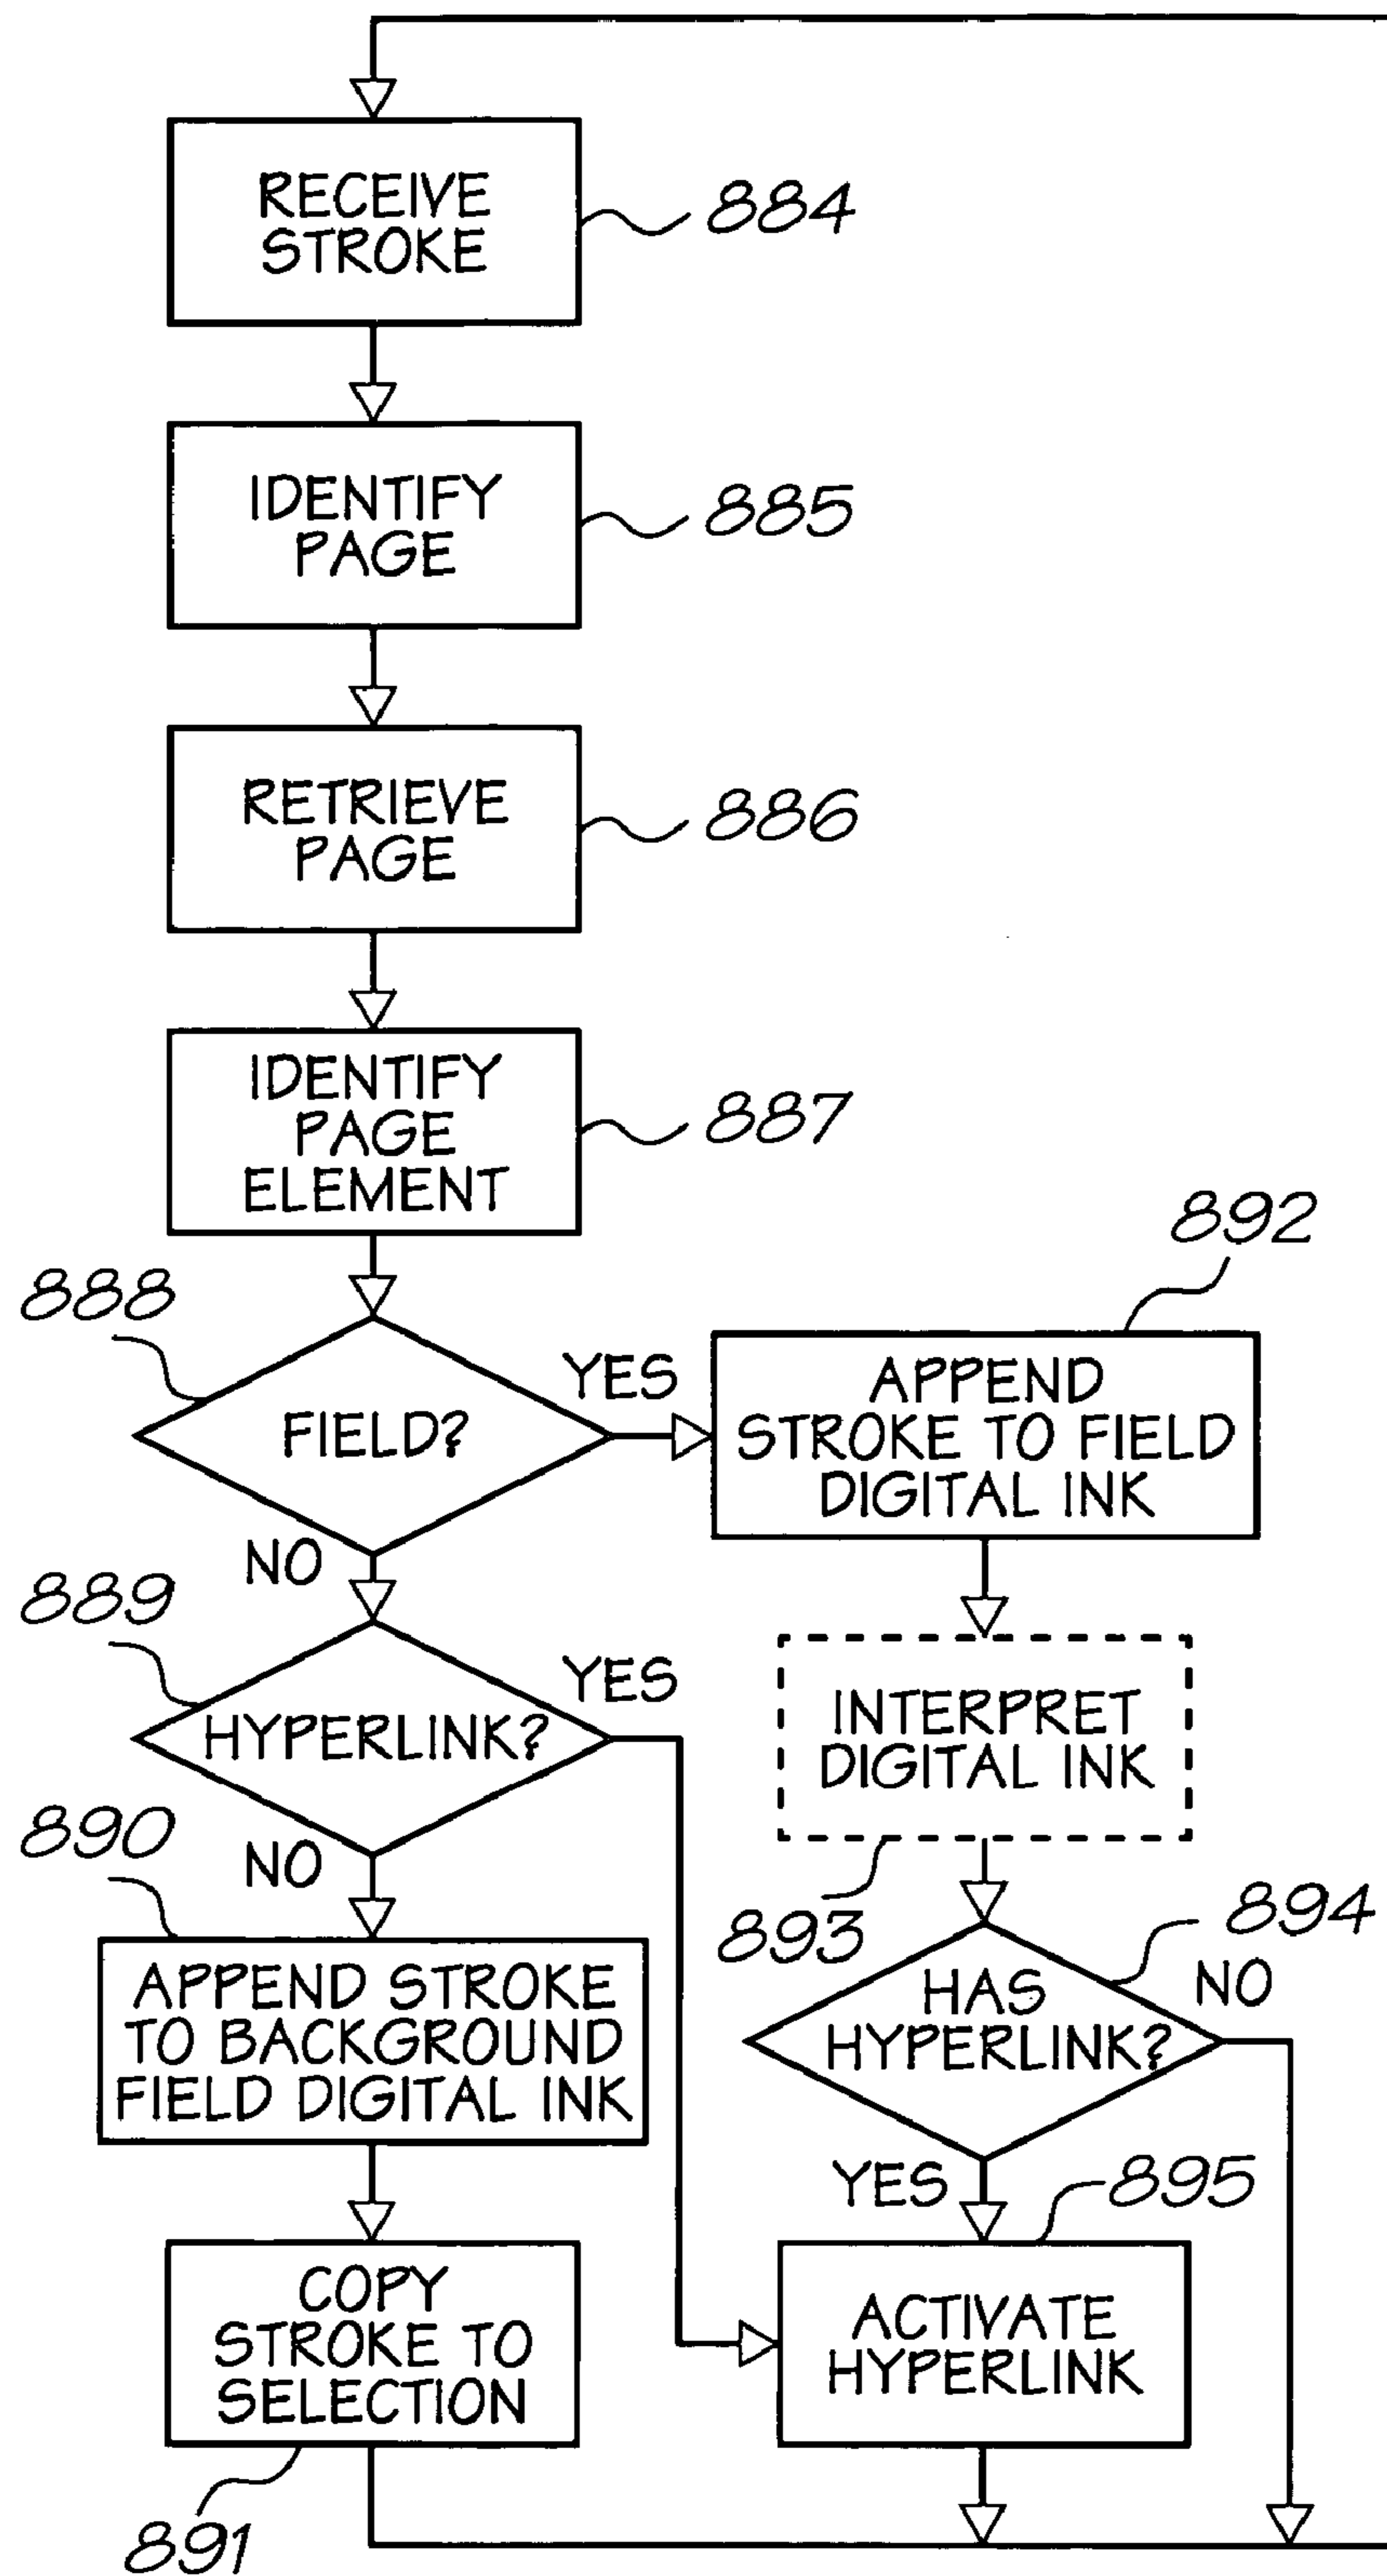 RECEIVE
STROKE
884
IDENTIFY
PAGE
885
RETRIEVE
PAGE
886
IDENTIFY
PAGE
ELEMENT
887
888
FIELD?
YES
NO
892
APPEND
STROKE TO FIELD
DIGITAL INK
889
HYPERLINK?
YES
NO
INTERPRET
DIGITAL INK
893
890
APPEND STROKE
TO BACKGROUND
FIELD DIGITAL INK
894
HAS
HYPERLINK?
NO
YES
895
COPY
STROKE TO
SELECTION
891
ACTIVATE
HYPERLINK